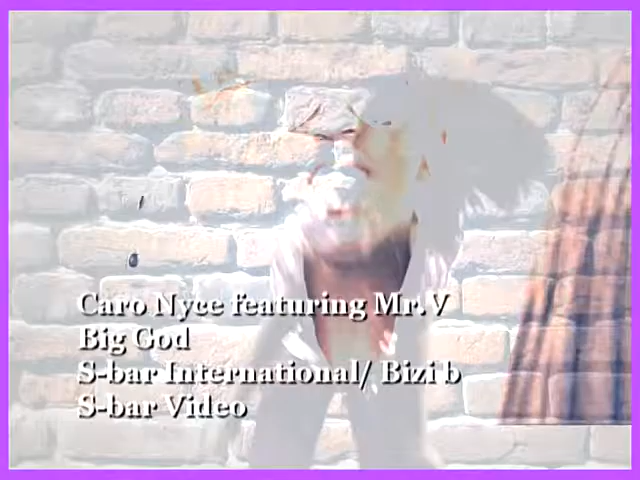 Caro Nyce featuring Mr.V
Big God
S-bar International/ Bizi b
S-bar Video